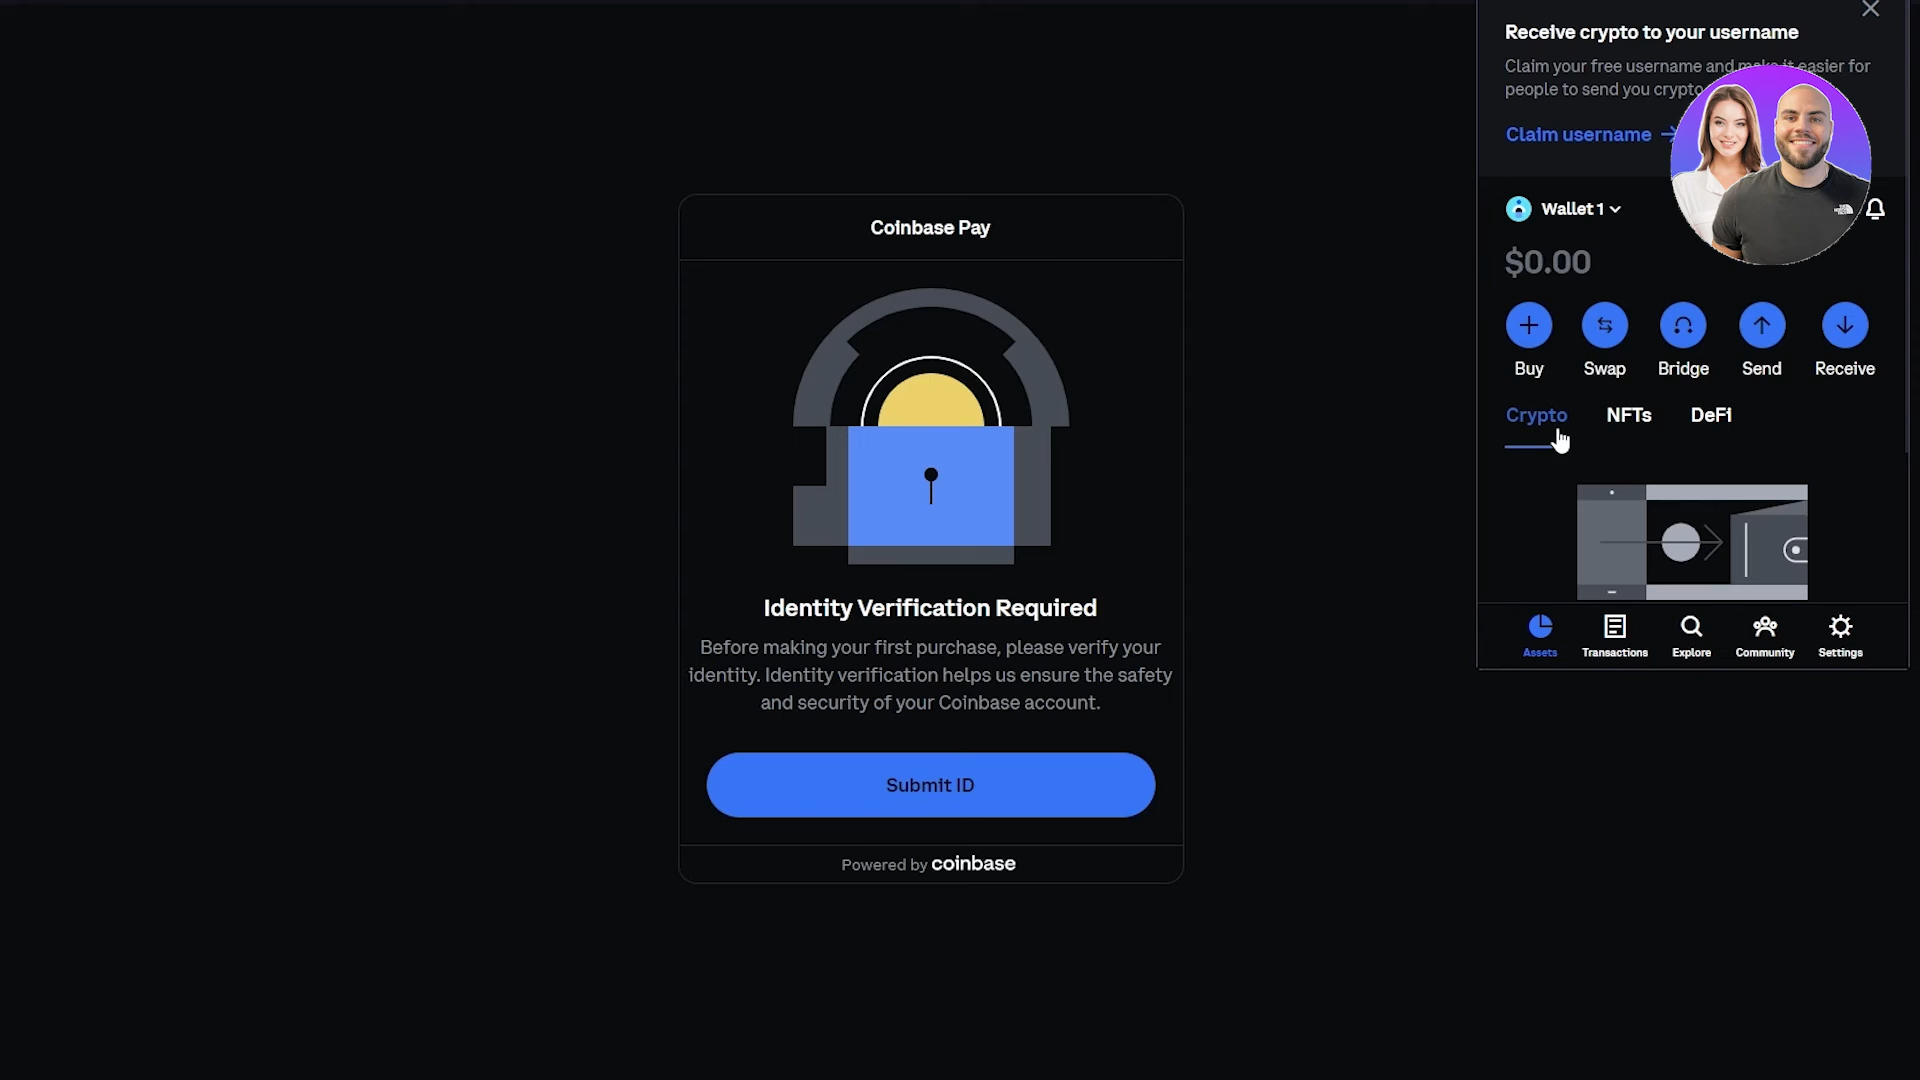 Receive crypto to your username
Claim your free username and make it easier for
people to send you crypto
Claim username →
Wallet 1
$0.00
Buy
Swap
Bridge
Send
Receive
Crypto
NFTs
DeFi
Assets
Transactions
Explore
Community
Settings
Coinbase Pay
Identity Verification Required
Before making your first purchase, please verify your
identity. Identity verification helps us ensure the safety
and security of your Coinbase account.
Submit ID
Powered by coinbase